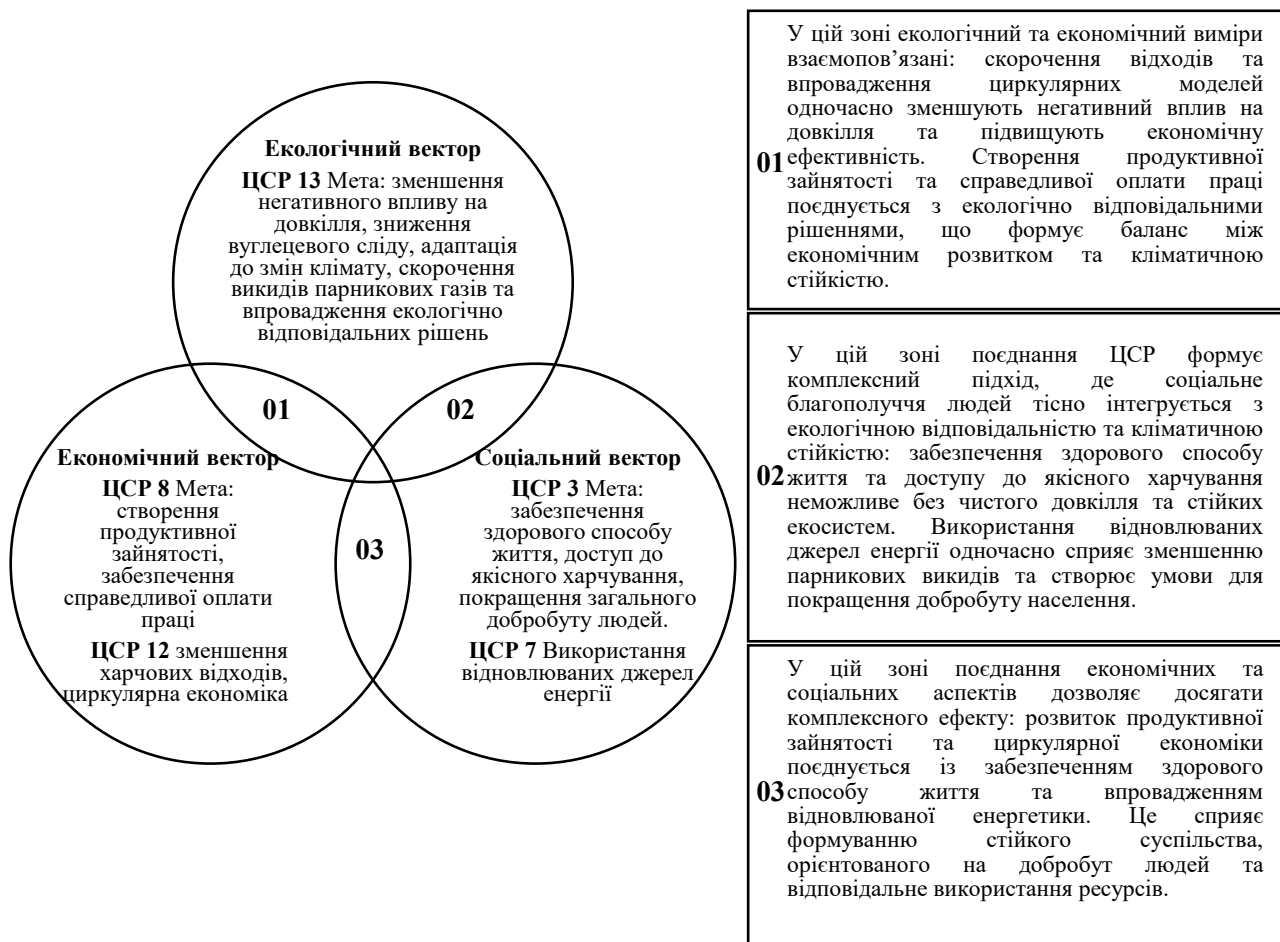 Екологічний вектор
ЦСР 13 Мета: зменшення
негативного впливу на
довкілля, зниження
вуглецевого сліду, адаптація
до змін клімату, скорочення
викидів парникових газів та
впровадження екологічно
відповідальних рішень
01
02
Економічний вектор
ЦСР 8 Мета:
створення
продуктивної
зайнятості,
забезпечення
справедливої оплати
праці
ЦСР 12 зменшення
харчових відходів,
циркулярна економіка
03
Соціальний вектор
ЦСР 3 Мета:
забезпечення
здорового способу
життя, доступ до
якісного харчування,
покращення загального
добробуту людей.
ЦСР 7 Використання
відновлюваних джерел
енергії
01
У цій зоні екологічний та економічний виміри
взаємопов’язані: скорочення відходів та
впровадження циркулярних моделей
одночасно зменшують негативний вплив на
довкілля та підвищують економічну
ефективність. Створення продуктивної
зайнятості та справедливої оплати праці
поєднується з екологічно відповідальними
рішеннями, що формує баланс між
економічним розвитком та кліматичною
стійкістю.
02
У цій зоні поєднання ЦСР формує
комплексний підхід, де соціальне
благополуччя людей тісно інтегрується з
екологічною відповідальністю та кліматичною
стійкістю: забезпечення здорового способу
життя та доступу до якісного харчування
неможливе без чистого довкілля та стійких
екосистем. Використання відновлюваних
джерел енергії одночасно сприяє зменшенню
парникових викидів та створює умови для
покращення добробуту населення.
03
У цій зоні поєднання економічних та
соціальних аспектів дозволяє досягати
комплексного ефекту: розвиток продуктивної
зайнятості та циркулярної економіки
поєднується із забезпеченням здорового
способу життя та впровадженням
відновлюваної енергетики. Це сприяє
формуванню стійкого суспільства,
орієнтованого на добробут людей та
відповідальне використання ресурсів.